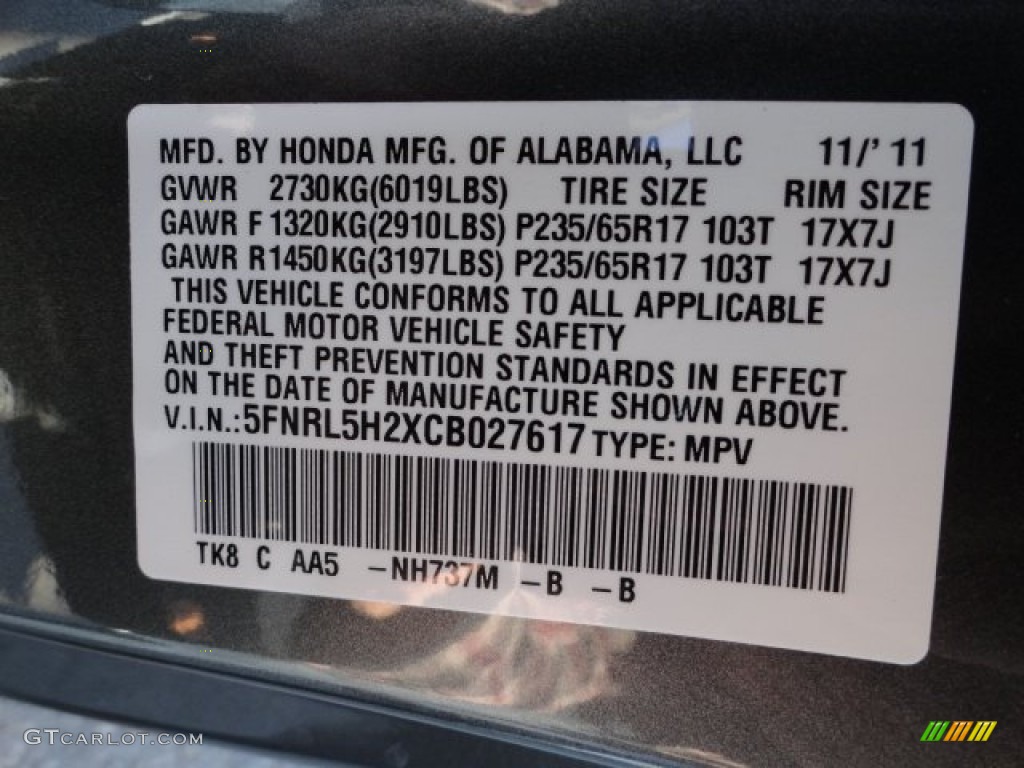 MFD. BY HONDA MFG. OF ALABAMA, LLC 11/' 11
GVWR 2730KG(6019LBS) TIRE SIZE RIM SIZE
GAWR F 1320KG(2910LBS) P235/65R17 103T 17X7J
GAWR R1450KG(3197LBS) P235/65R17 103T 17X7J
THIS VEHICLE CONFORMS TO ALL APPLICABLE
FEDERAL MOTOR VEHICLE SAFETY
AND THEFT PREVENTION STANDARDS IN EFFECT
ON THE DATE OF MANUFACTURE SHOWN ABOVE.
V.I.N.:5FNRL5H2XCB027617 TYPE: MPV
TK8 C AA5 -NH737M -B -B
GTCARLOT.COM